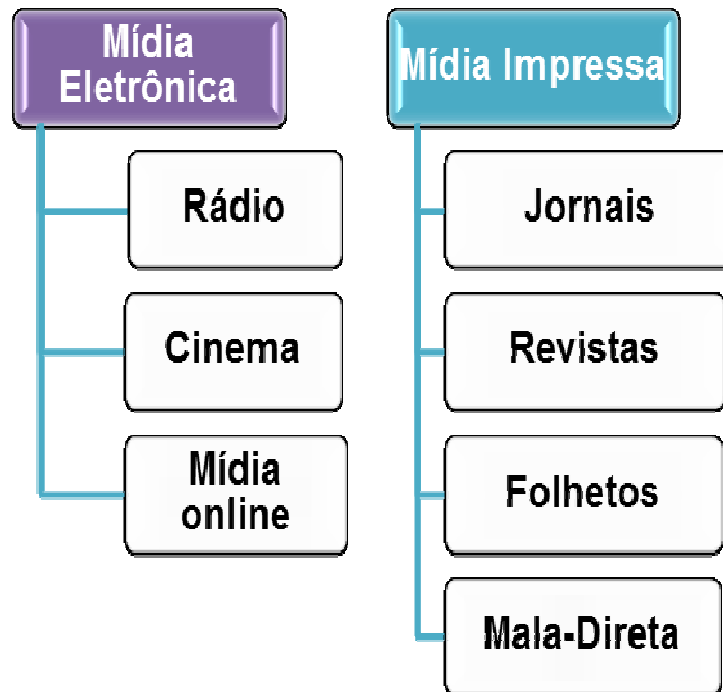 Mídia
Eletrônica
Rádio
Cinema
Mídia
online
Mídia Impressa
Jornais
Revistas
Folhetos
Mala-Direta